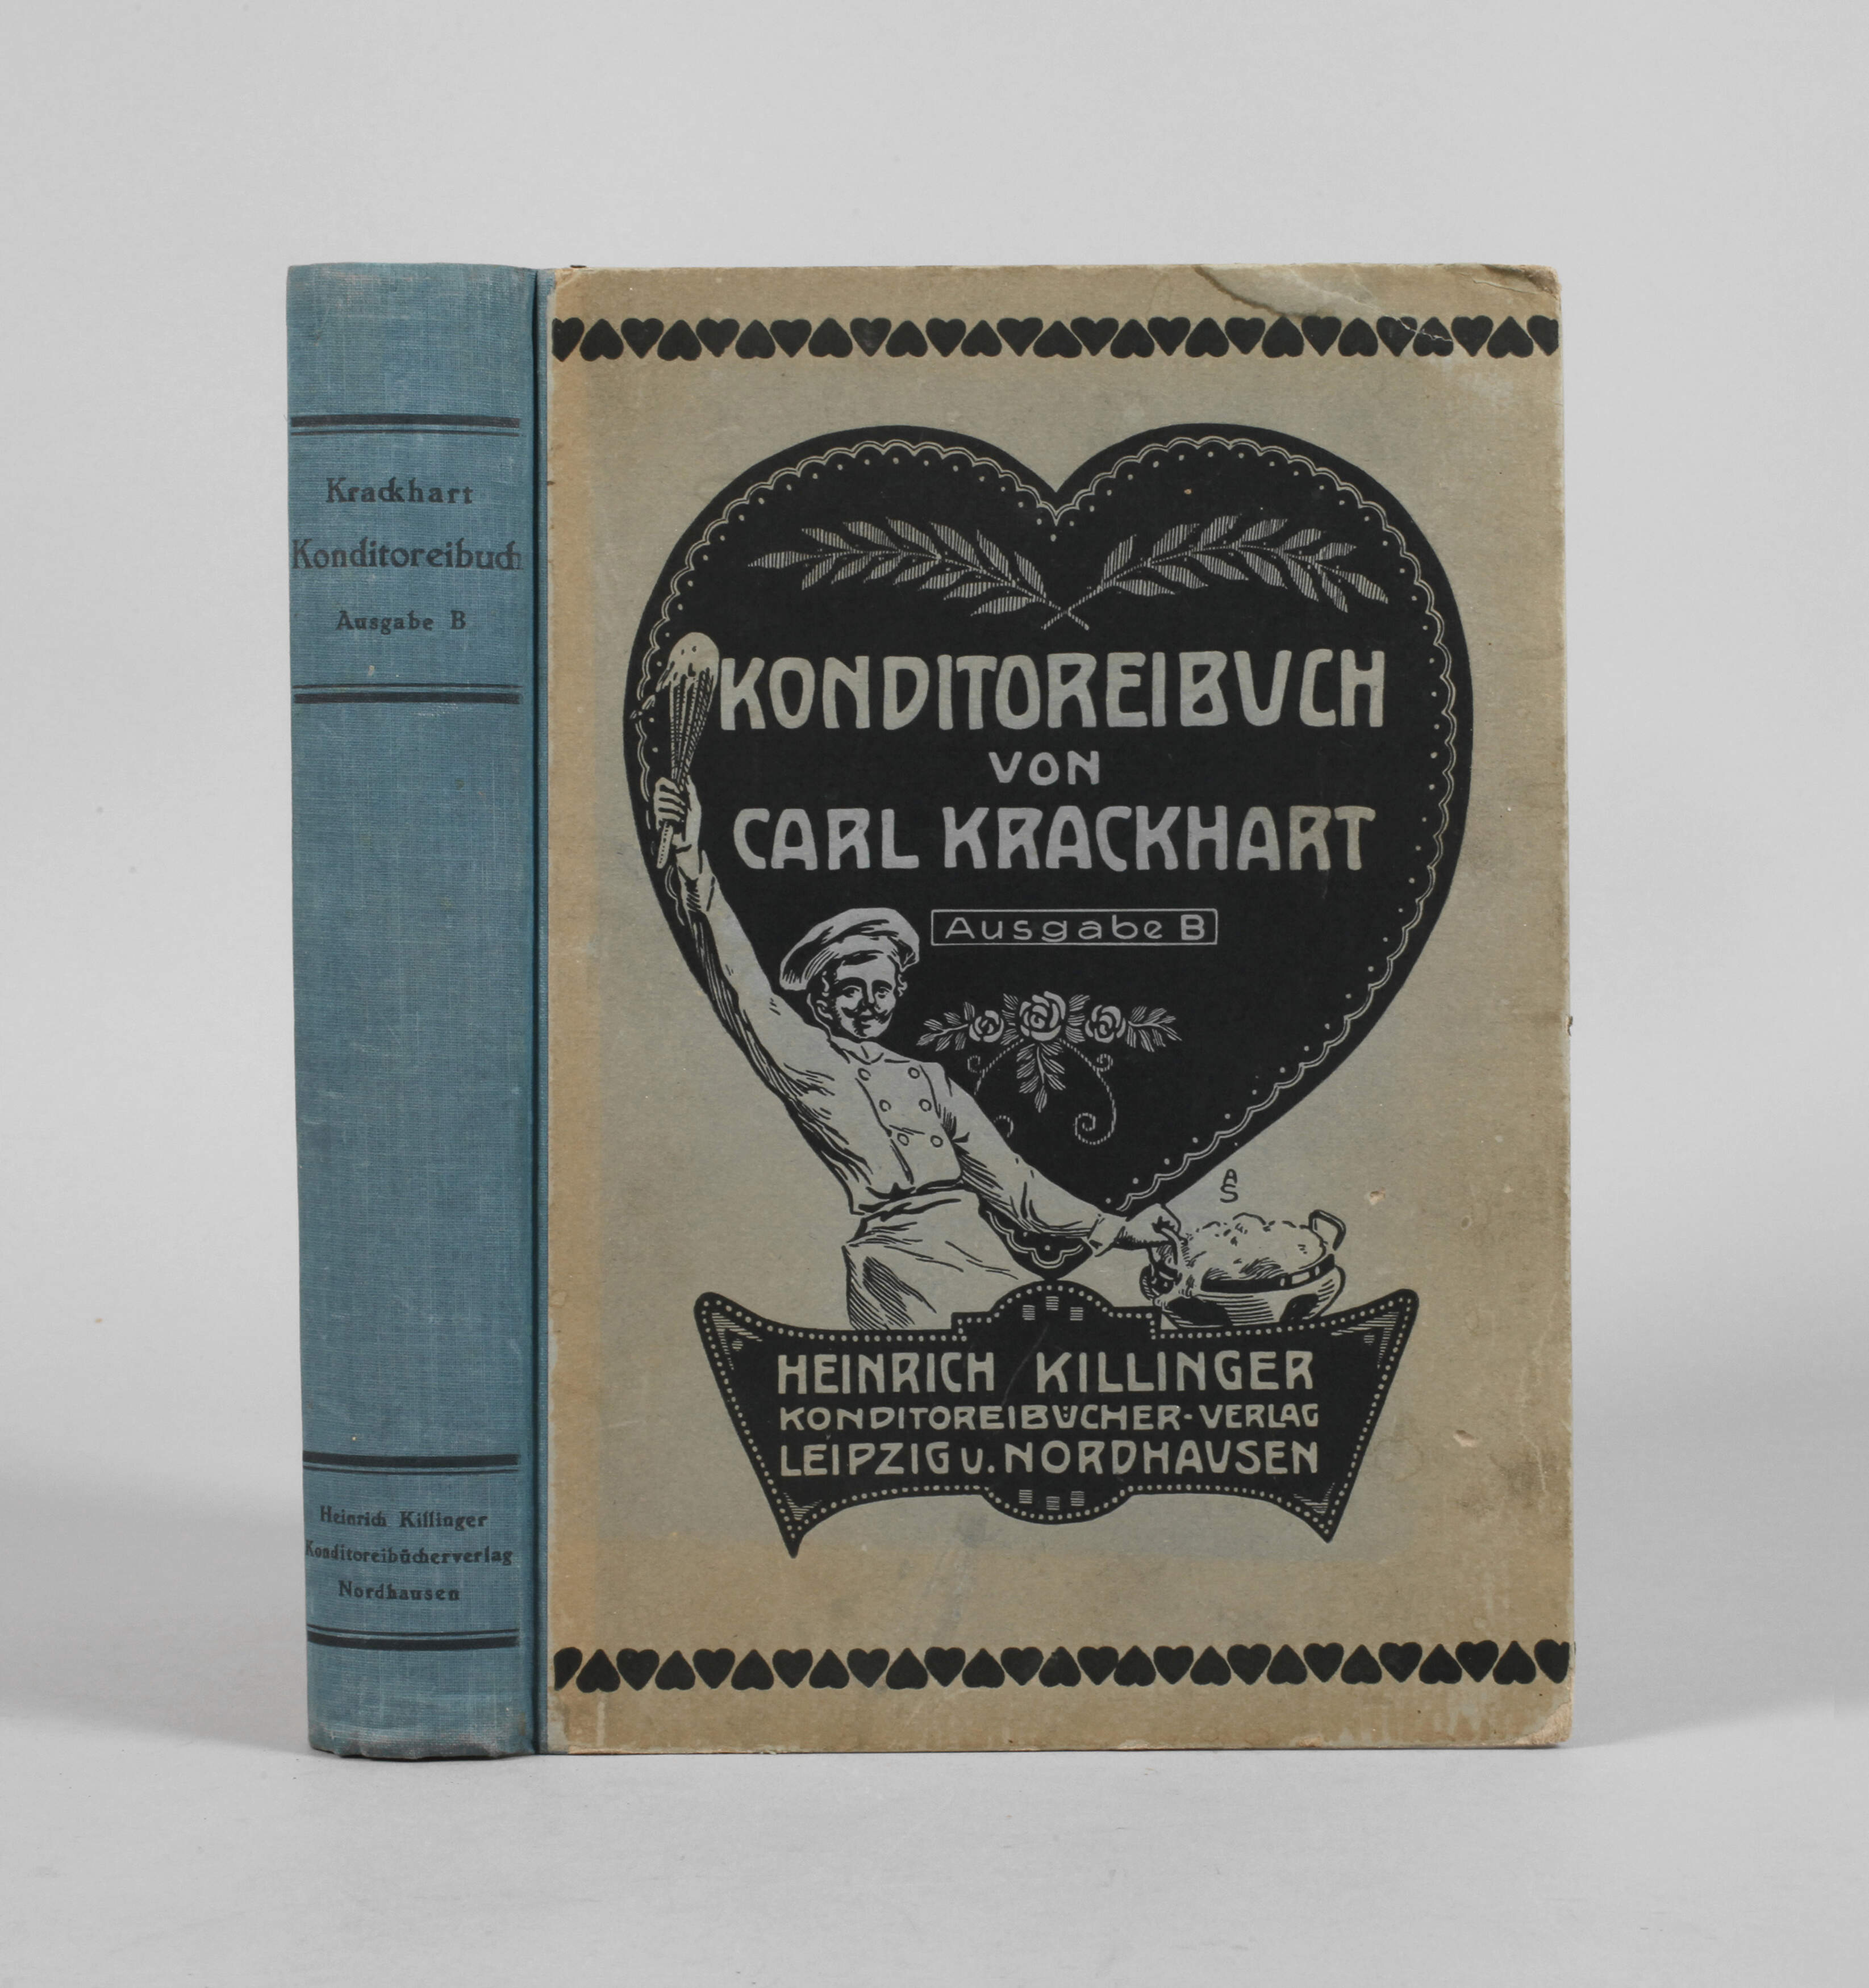 Krackhart
Konditoreibuch
Ausgabe B
Heinrich Killinger
Konditoreibücherverlag
Nordhausen
KONDITOREIBUCH
VON
CARL KRACKHART
Ausgabe B
AS
HEINRICH KILLINGER
KONDITOREIBÜCHER-VERLAG
LEIPZIG U. NORDHAUSEN